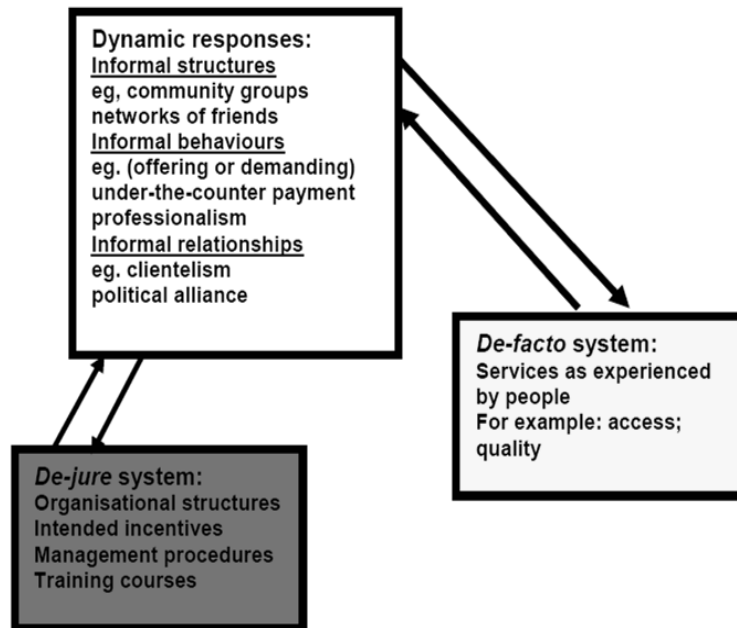 Dynamic responses:
Informal structures
eg, community groups
networks of friends
Informal behaviours
eg. (offering or demanding)
under-the-counter payment
professionalism
Informal relationships
eg. clientelism
political alliance
De-facto system:
Services as experienced
by people
For example: access;
quality
De-jure system:
Organisational structures
Intended incentives
Management procedures
Training courses